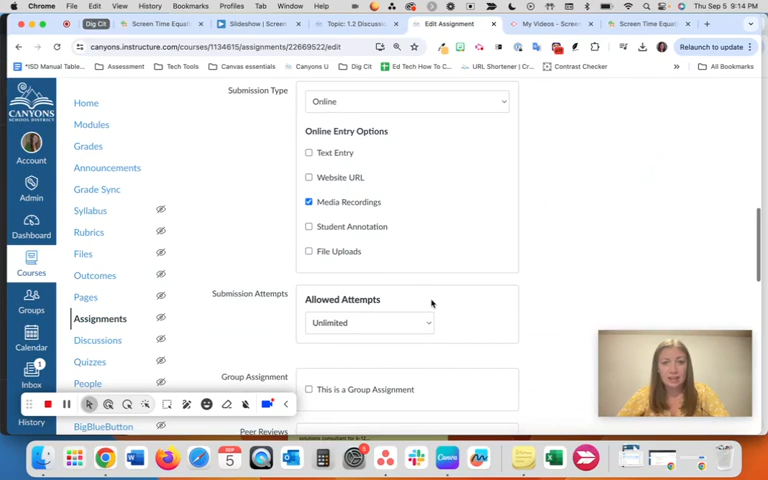 Chrome File Edit View History Bookmarks Profiles Tab Window Help Thu Sep 5 9:14 PM
Dig Cit Screen Time Equali Slideshow | Screen Topic: 1.2 Discussi Edit Assignment My Videos - Screen Screen Time Equali
canyons.instructure.com/courses/1134615/assignments/22669522/edit Relaunch to update
*ISD Manual Table... Assessment Tech Tools Canvas essentials Canyons U Dig Cit Ed Tech How To C... URL Shortener | Cr... Contrast Checker All Bookmarks
CANYONS
SCHOOL DISTRICT
Account
Admin
Dashboard
Courses
Groups
Calendar
1
Inbox
History
Home
Modules
Grades
Announcements
Grade Sync
Syllabus
Rubrics
Files
Outcomes
Pages
Assignments
Discussions
Quizzes
People
BigBlueButton
Submission Type
Online
Online Entry Options
Text Entry
Website URL
Media Recordings
Student Annotation
File Uploads
Submission Attempts
Allowed Attempts
Unlimited
Group Assignment
This is a Group Assignment
Peer Reviews
SEP
5